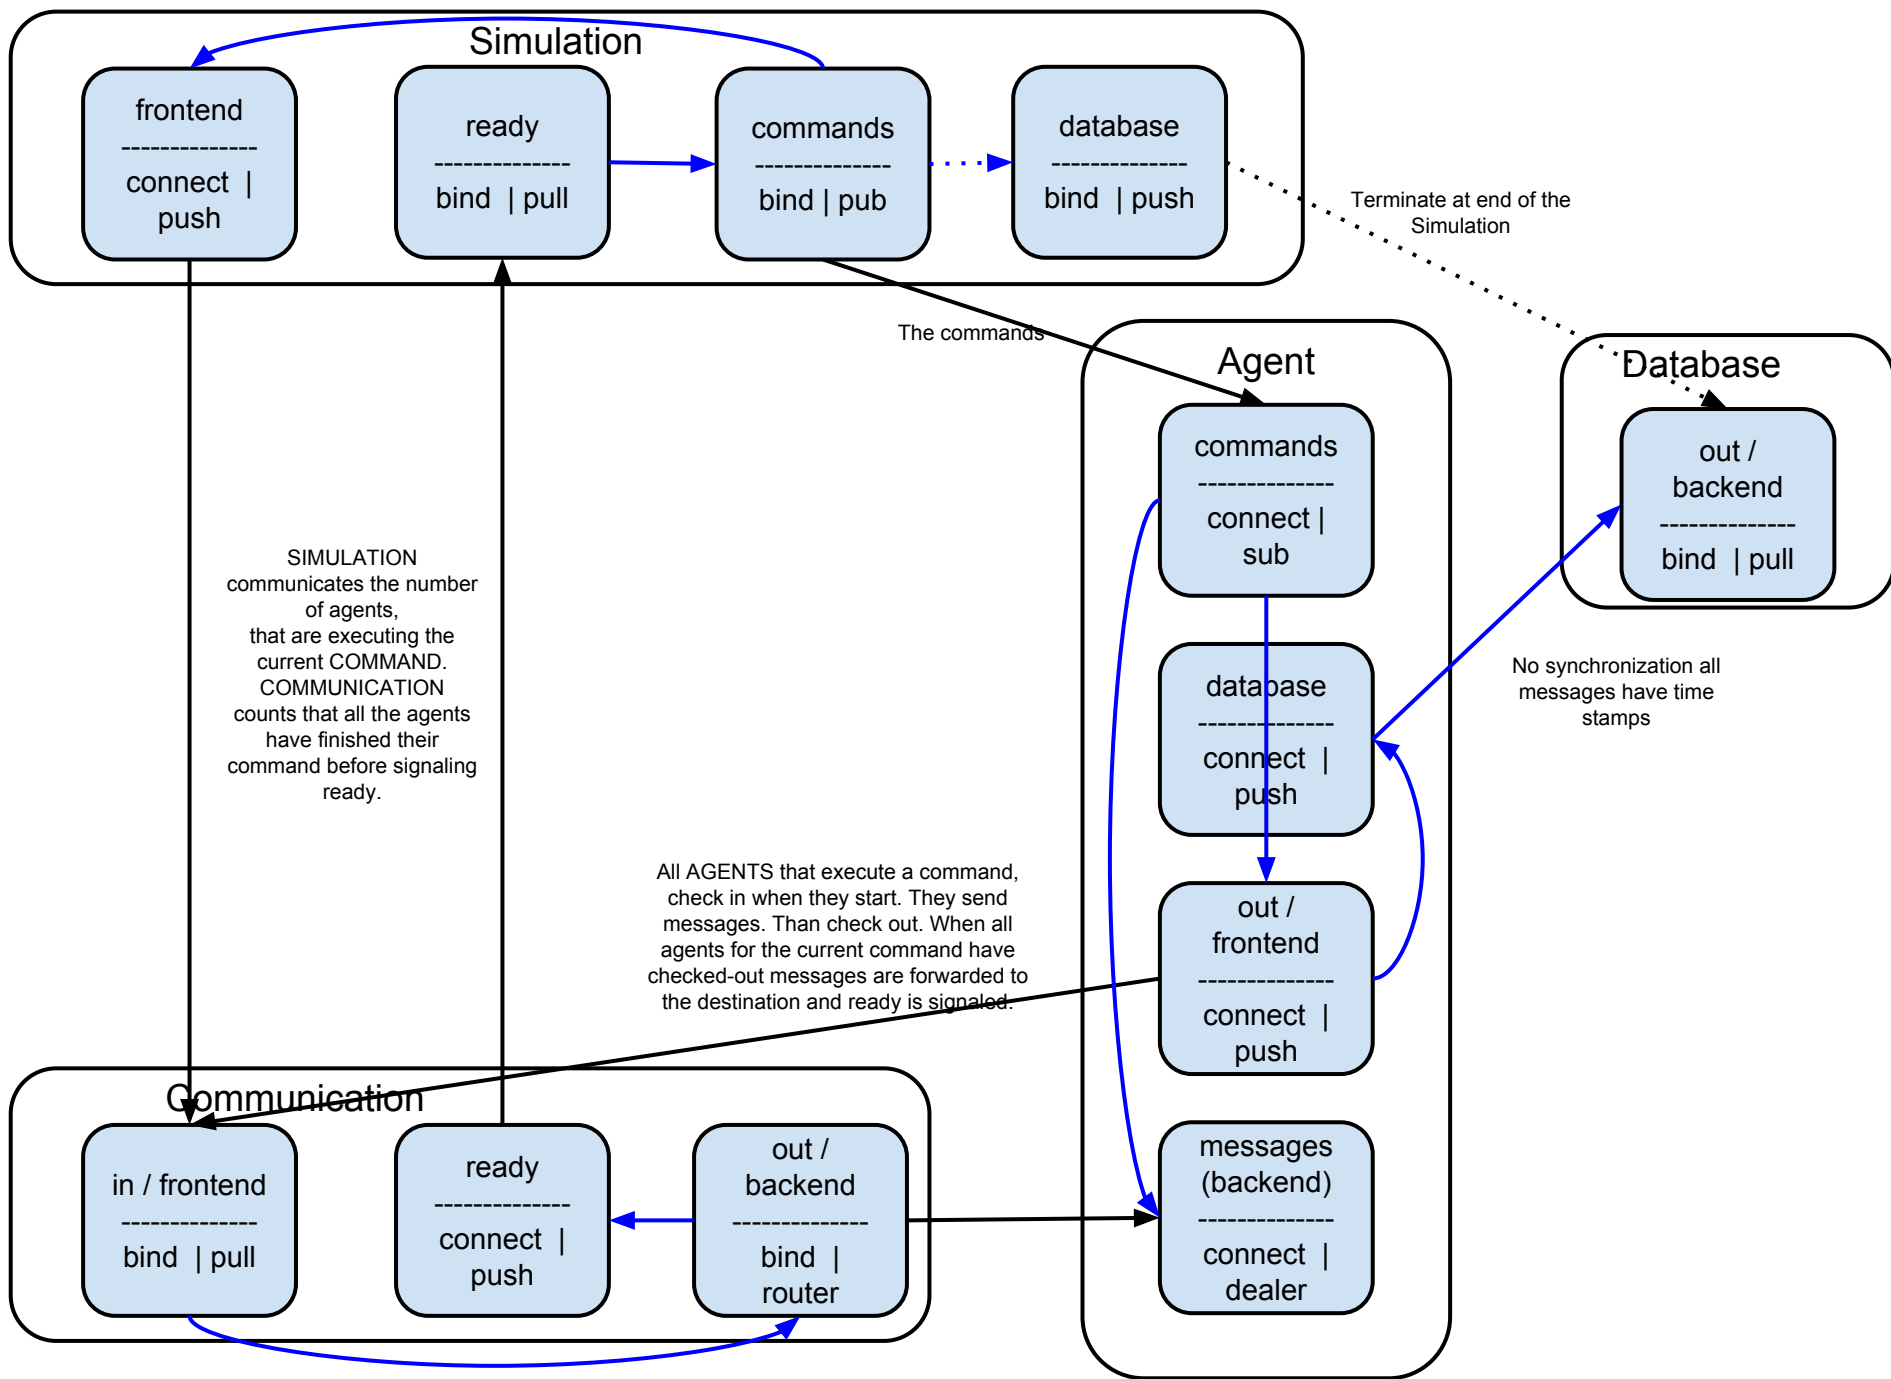 Simulation
frontend
--------------
connect |
push
ready
--------------
bind | pull
commands
--------------
bind | pub
database
--------------
bind | push
Terminate at end of the
Simulation
The commands
Agent
commands
--------------
connect |
sub
database
--------------
connect |
push
out /
frontend
--------------
connect |
push
messages
(backend)
--------------
connect |
dealer
Database
out /
backend
--------------
bind | pull
No synchronization all
messages have time
stamps
SIMULATION
communicates the number
of agents,
that are executing the
current COMMAND.
COMMUNICATION
counts that all the agents
have finished their
command before signaling
ready.
All AGENTS that execute a command,
check in when they start. They send
messages. Than check out. When all
agents for the current command have
checked-out messages are forwarded to
the destination and ready is signaled.
Communication
in / frontend
--------------
bind | pull
ready
--------------
connect |
push
out /
backend
--------------
bind |
router